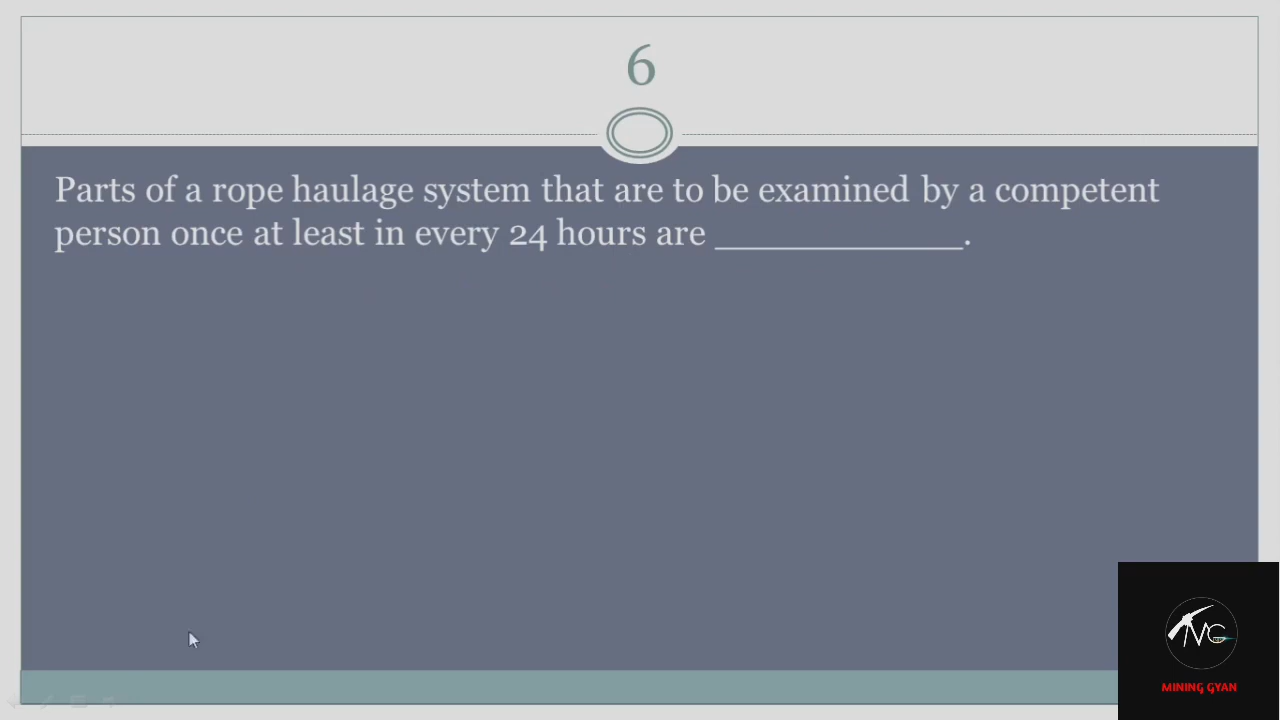 6
Parts of a rope haulage system that are to be examined by a competent
person once at least in every 24 hours are _____________.
MG
MINING GYAN